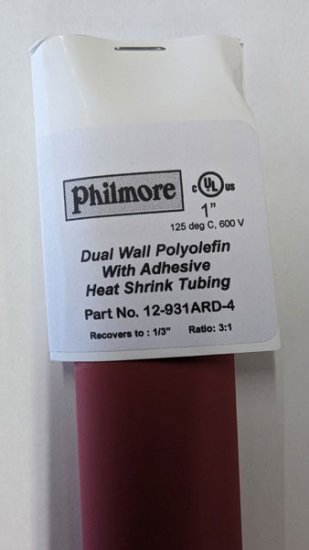 Philmore
c UL us
1"
125 deg C, 600 V
Dual Wall Polyolefin
With Adhesive
Heat Shrink Tubing
Part No. 12-931ARD-4
Recovers to : 1/3" Ratio: 3:1